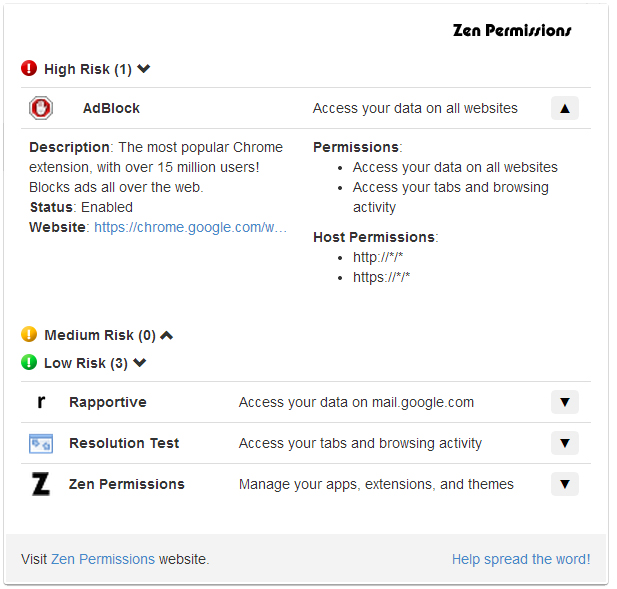 Zen Permissions
High Risk (1)
AdBlock Access your data on all websites
Description: The most popular Chrome
extension, with over 15 million users!
Blocks ads all over the web.
Status: Enabled
Website: https://chrome.google.com/w...
Permissions:
• Access your data on all websites
• Access your tabs and browsing
activity
Host Permissions:
• http://*/*
• https://*/*
Medium Risk (0)
Low Risk (3)
r Rapportive Access your data on mail.google.com
Resolution Test Access your tabs and browsing activity
Z Zen Permissions Manage your apps, extensions, and themes
Visit Zen Permissions website. Help spread the word!